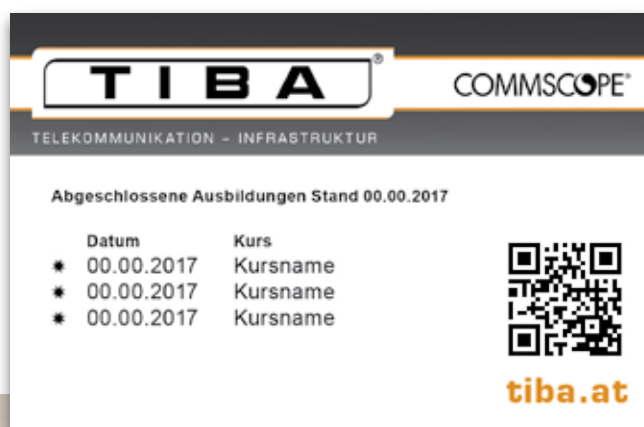 TIBA®
COMMSCOPE®
TELEKOMMUNIKATION – INFRASTRUKTUR
Abgeschlossene Ausbildungen Stand 00.00.2017
Datum Kurs
✷ 00.00.2017 Kursname
✷ 00.00.2017 Kursname
✷ 00.00.2017 Kursname
tiba.at